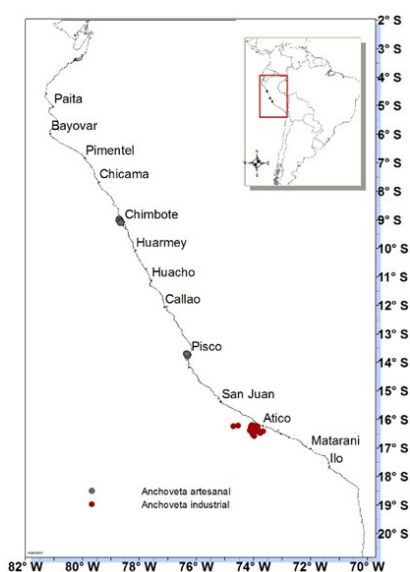 2° S
3° S
4° S
Paita
5° S
Bayovar
6° S
Pimentel
7° S
Chicama
8° S
Chimbote
9° S
Huarmey
10° S
Huacho
11° S
Callao
12° S
13° S
Pisco
14° S
San Juan
15° S
Atico
16° S
Matarani
17° S
Ilo
18° S
Anchoveta artesanal
Anchoveta industrial
19° S
20° S
82° W
80° W
78° W
76° W
74° W
72° W
70° W